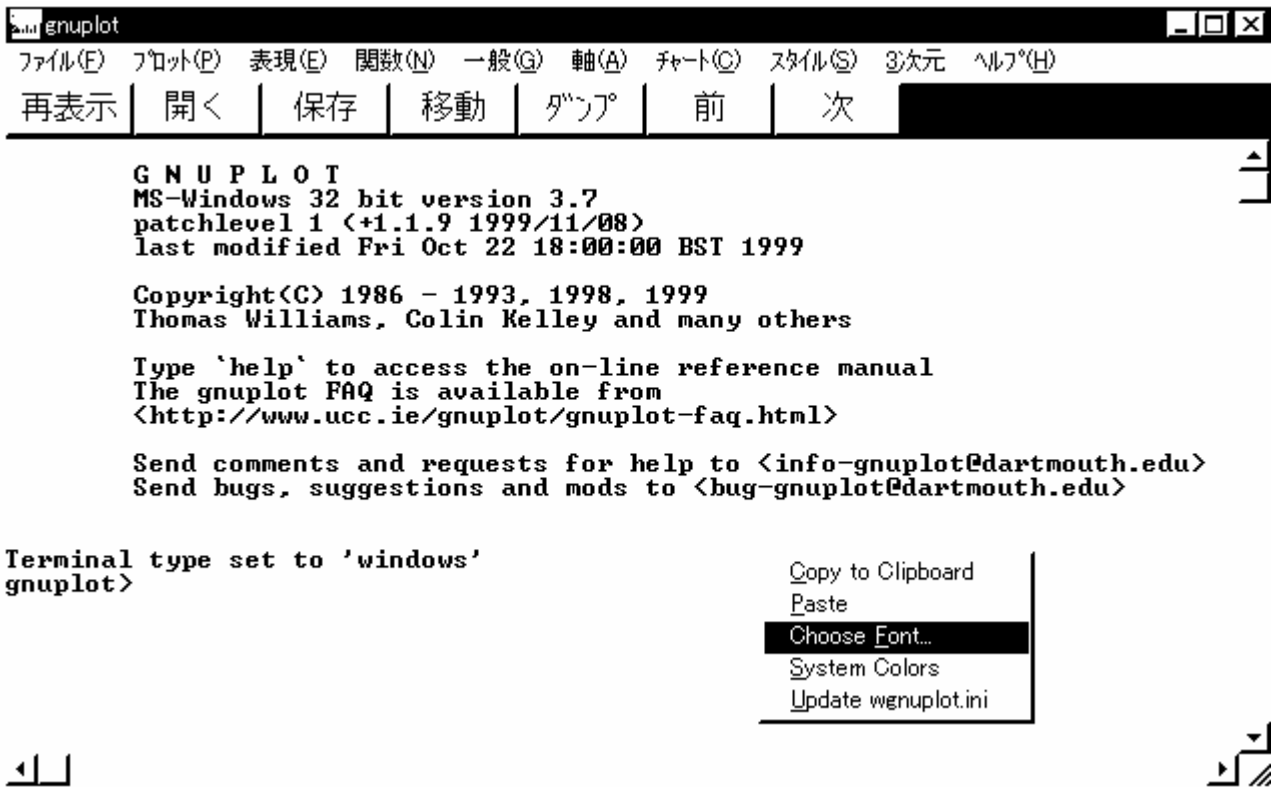 gnuplot
ﾌｧｲﾙ(F) ﾌﾟﾛｯﾄ(P) 表現(E) 関数(N) 一般(G) 軸(A) ﾁｬｰﾄ(C) ｽﾀｲﾙ(S) 3次元 ﾍﾙﾌﾟ(H)
再表示 開く 保存 移動 ﾀﾞﾝﾌﾟ 前 次
G N U P L O T
MS-Windows 32 bit version 3.7
patchlevel 1 (+1.1.9 1999/11/08)
last modified Fri Oct 22 18:00:00 BST 1999
Copyright(C) 1986 - 1993, 1998, 1999
Thomas Williams, Colin Kelley and many others
Type `help` to access the on-line reference manual
The gnuplot FAQ is available from
<http://www.ucc.ie/gnuplot/gnuplot-faq.html>
Send comments and requests for help to <info-gnuplot@dartmouth.edu>
Send bugs, suggestions and mods to <bug-gnuplot@dartmouth.edu>
Terminal type set to 'windows'
gnuplot>
Copy to Clipboard
Paste
Choose Font...
System Colors
Update wgnuplot.ini